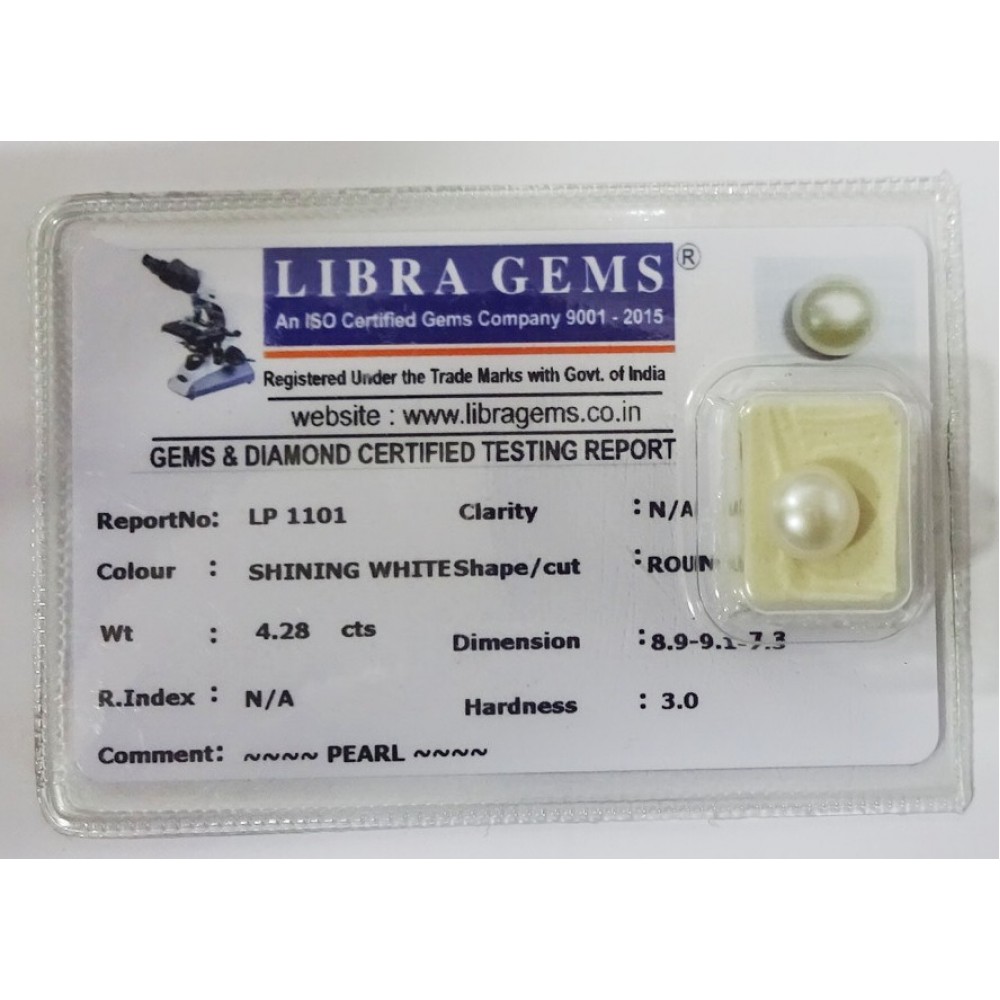 LIBRA GEMS ®
An ISO Certified Gems Company 9001 - 2015
Registered Under the Trade Marks with Govt. of India
website : www.libragems.co.in
GEMS & DIAMOND CERTIFIED TESTING REPORT
ReportNo: LP 1101 Clarity : N/A
Colour : SHINING WHITE Shape/cut : ROUN
Wt : 4.28 cts Dimension : 8.9-9.1-7.3
R.Index : N/A Hardness : 3.0
Comment: ~~~~ PEARL ~~~~